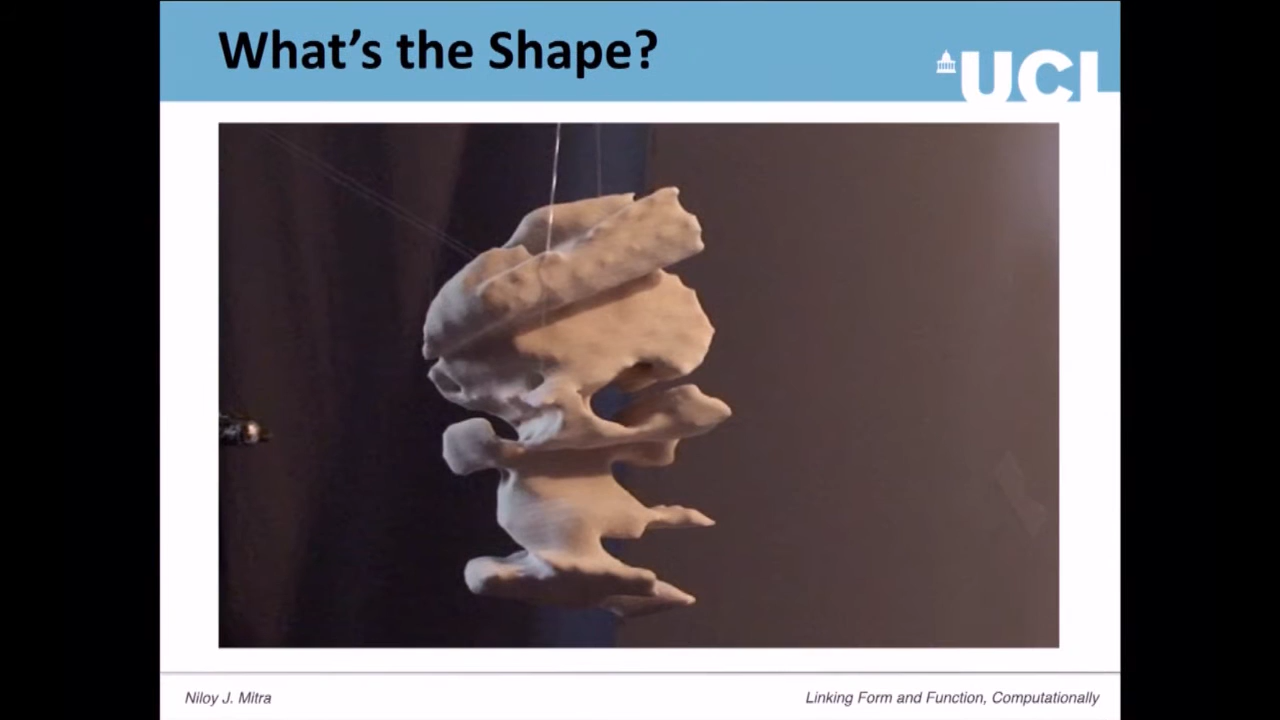 What's the Shape?
UCL
Niloy J. Mitra
Linking Form and Function, Computationally